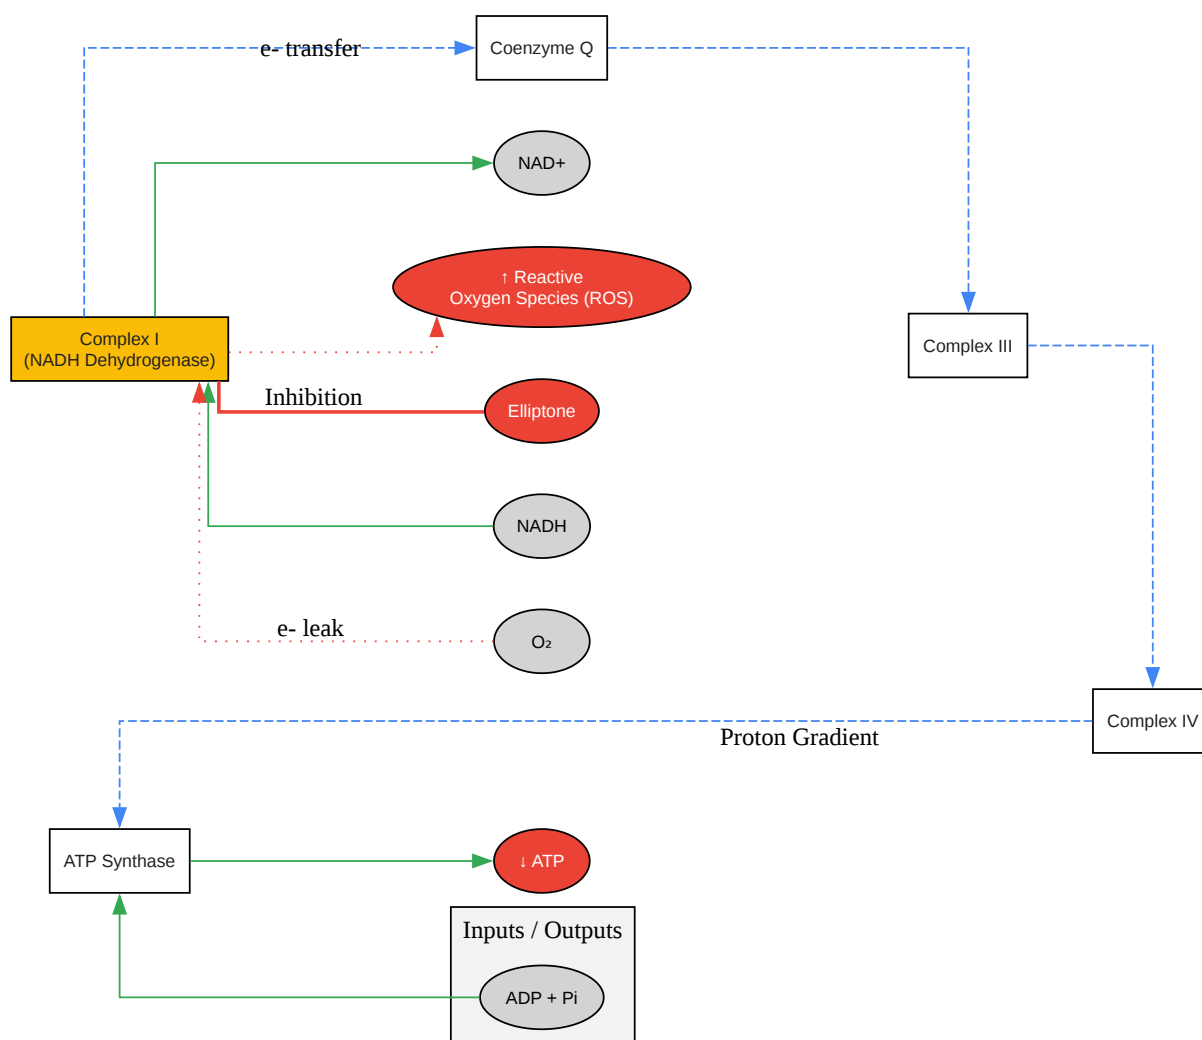 e- transfer
Coenzyme Q
NAD+
↑ Reactive
Oxygen Species (ROS)
Complex I
(NADH Dehydrogenase)
Complex III
Inhibition
Elliptone
NADH
e- leak
O₂
Complex IV
Proton Gradient
ATP Synthase
↓ ATP
Inputs / Outputs
ADP + Pi